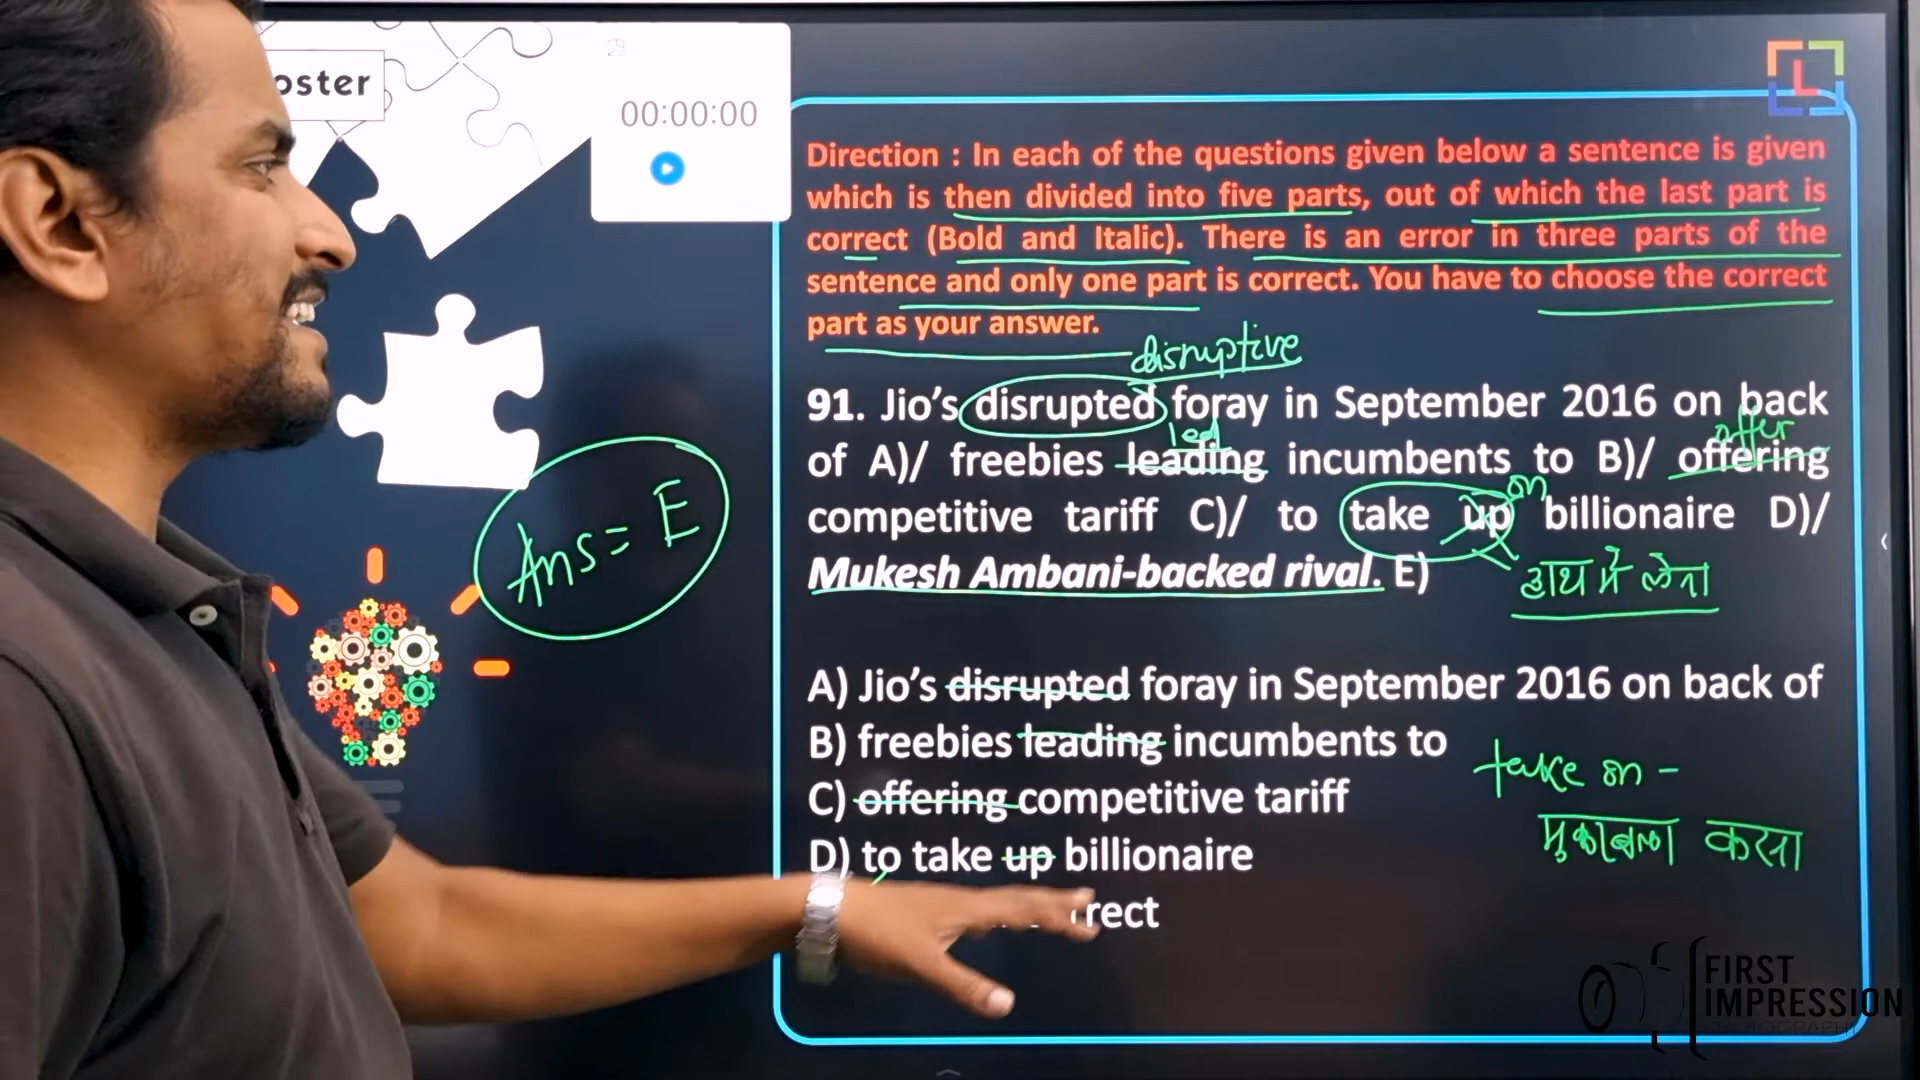 oster
00:00:00
Direction : In each of the questions given below a sentence is given
which is then divided into five parts, out of which the last part is
correct (Bold and Italic). There is an error in three parts of the
sentence and only one part is correct. You have to choose the correct
part as your answer.
disruptive
91. Jio's disrupted foray in September 2016 on back
led
offer
of A)/ freebies leading incumbents to B)/ offering
on
competitive tariff C)/ to take up billionaire D)/
Mukesh Ambani-backed rival. E)
हाथ में लेना
Ans = E
A) Jio's disrupted foray in September 2016 on back of
B) freebies leading incumbents to
take on -
C) offering competitive tariff
मुकाबला करना
D) to take up billionaire
rect
L
FIRST
IMPRESSION